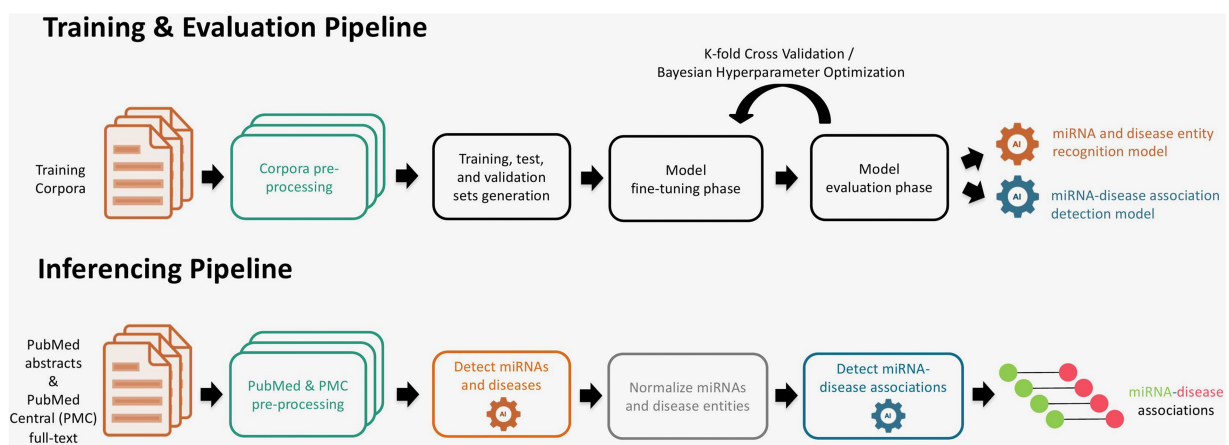 Training & Evaluation Pipeline
K-fold Cross Validation /
Bayesian Hyperparameter Optimization
Training
Corpora
Corpora pre-
processing
Training, test,
and validation
sets generation
Model
fine-tuning phase
Model
evaluation phase
AI
miRNA and disease entity
recognition model
AI
miRNA-disease association
detection model
Inferencing Pipeline
PubMed
abstracts
&
PubMed
Central (PMC)
full-text
PubMed & PMC
pre-processing
Detect miRNAs
and diseases
AI
Normalize miRNAs
and disease entities
Detect miRNA-
disease associations
AI
miRNA-disease
associations